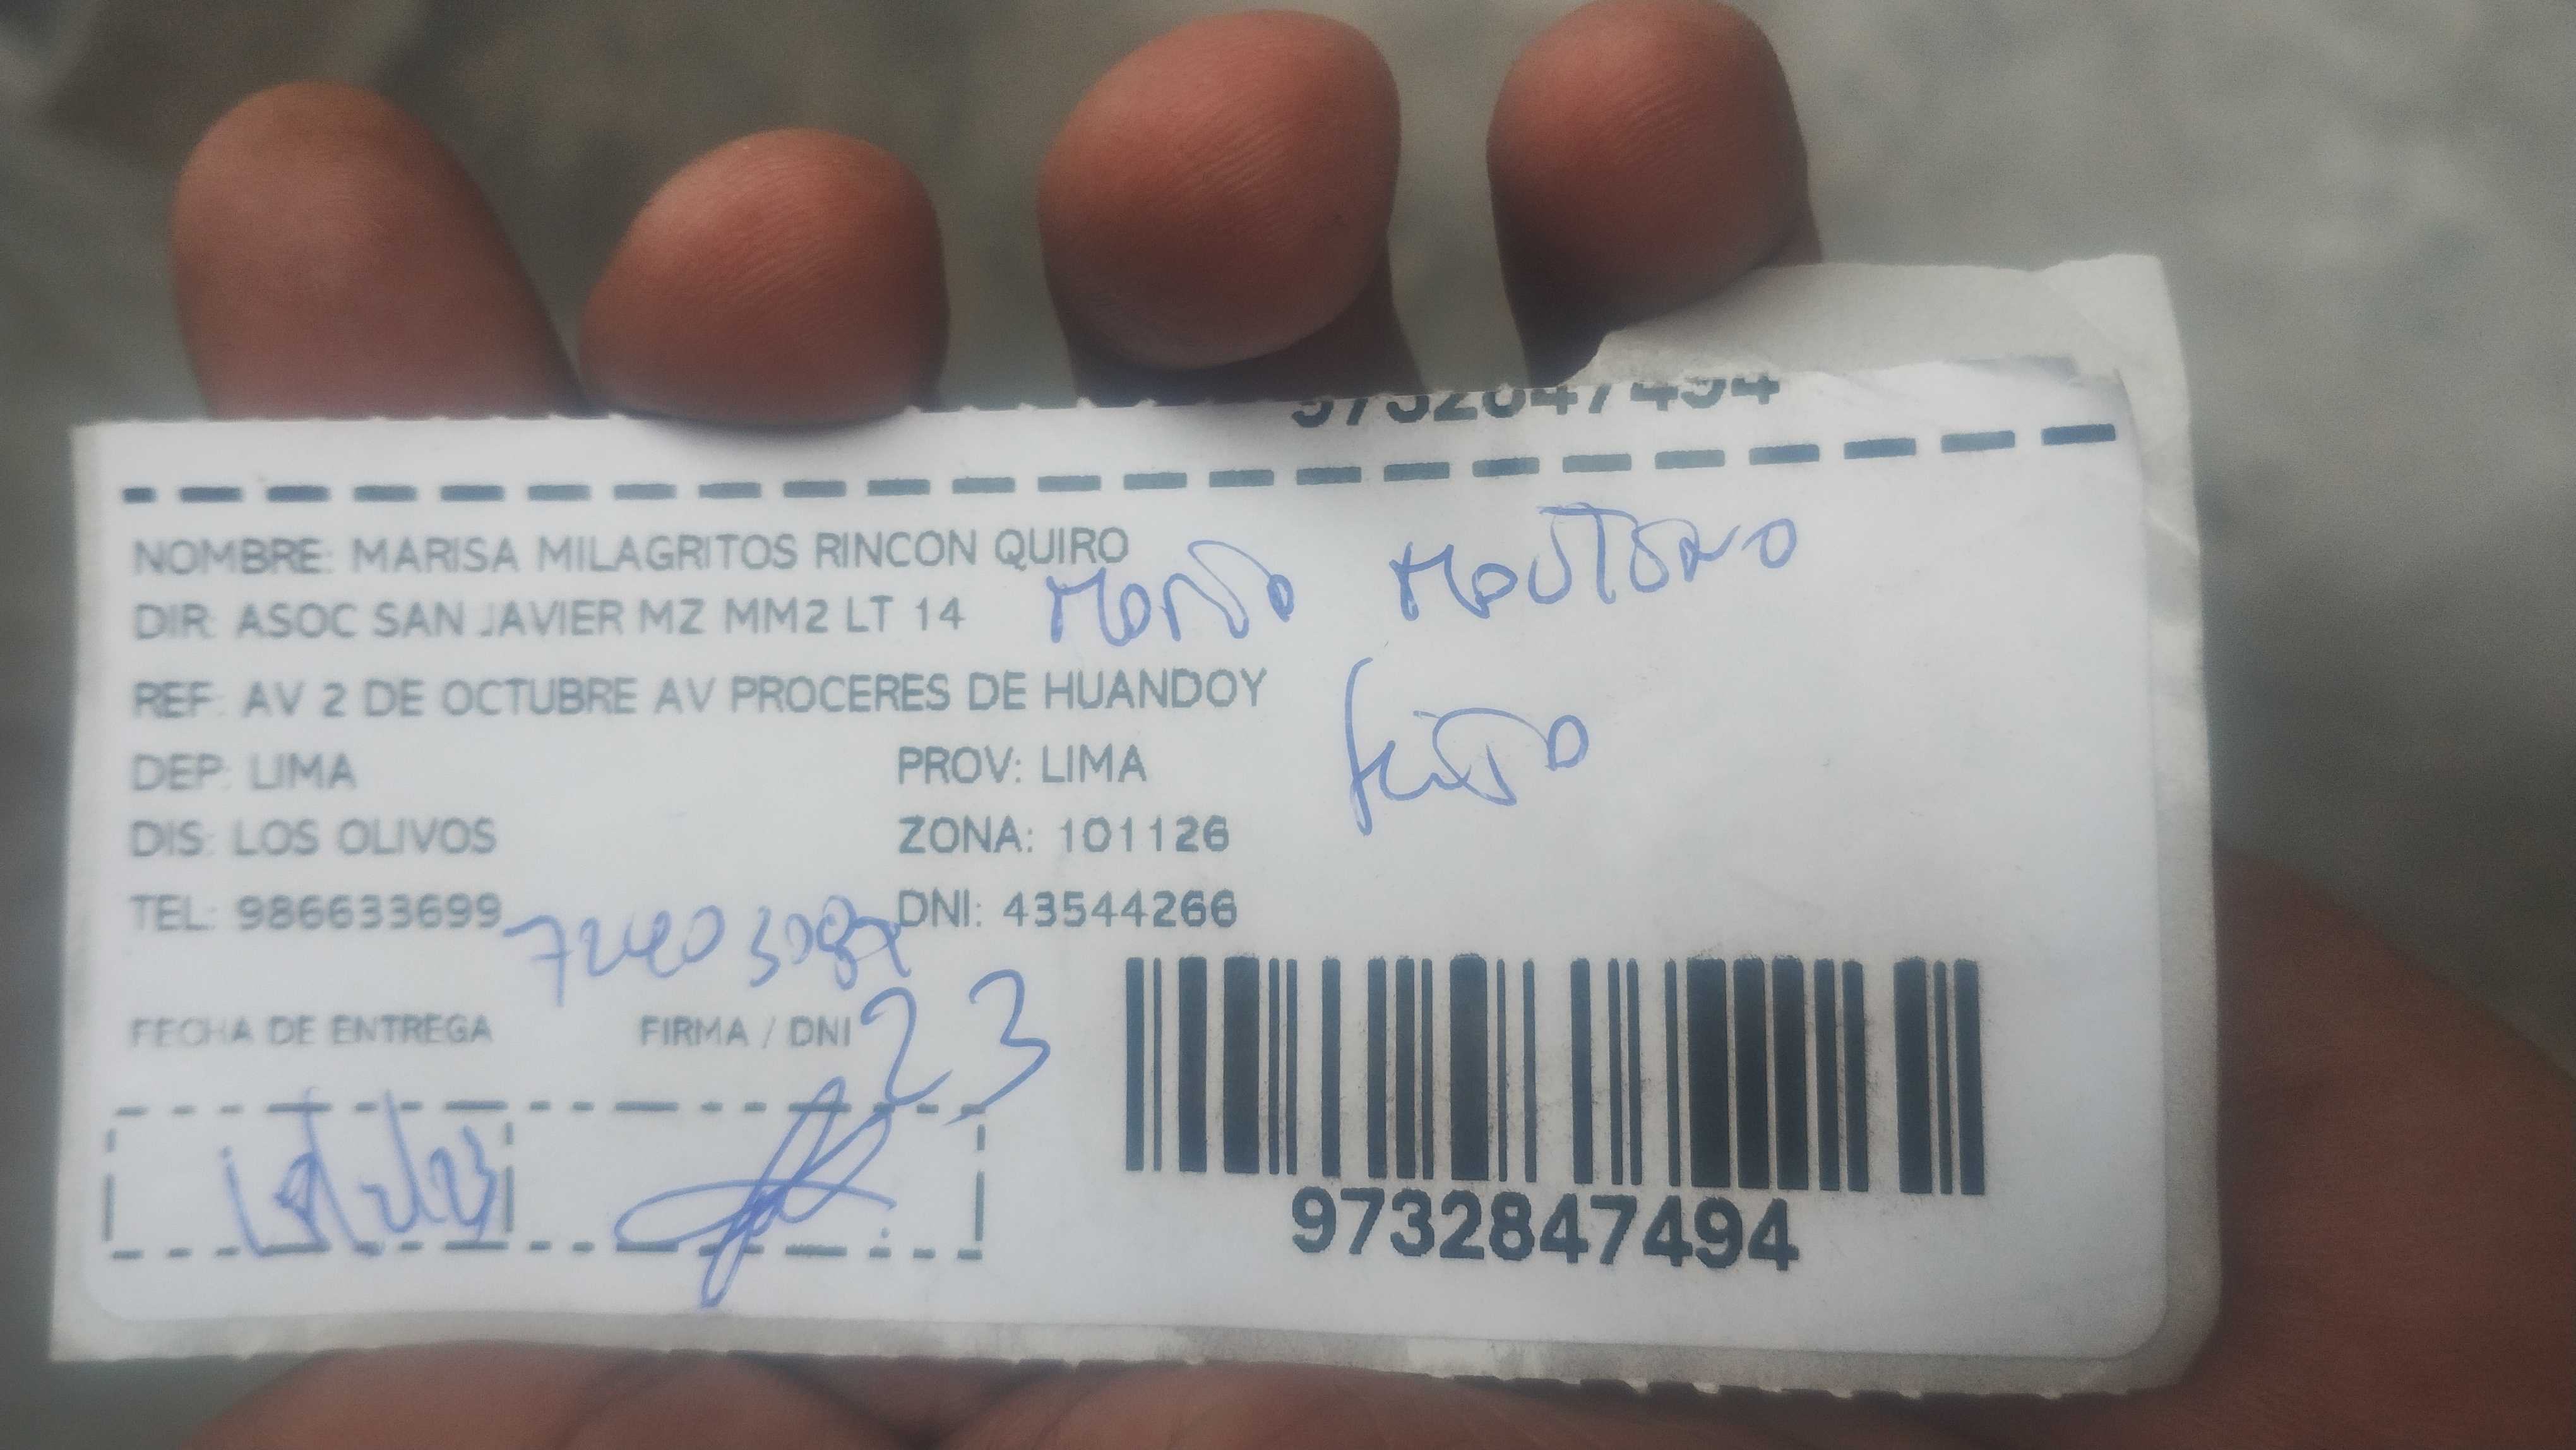 9732847494
NOMBRE: MARISA MILAGRITOS RINCON QUIRO
DIR: ASOC SAN JAVIER MZ MM2 LT 14
REF: AV 2 DE OCTUBRE AV PROCERES DE HUANDOY
DEP: LIMA PROV: LIMA
DIS: LOS OLIVOS ZONA: 101126
TEL: 986633699 DNI: 43544266
FECHA DE ENTREGA FIRMA / DNI
23
9732847494